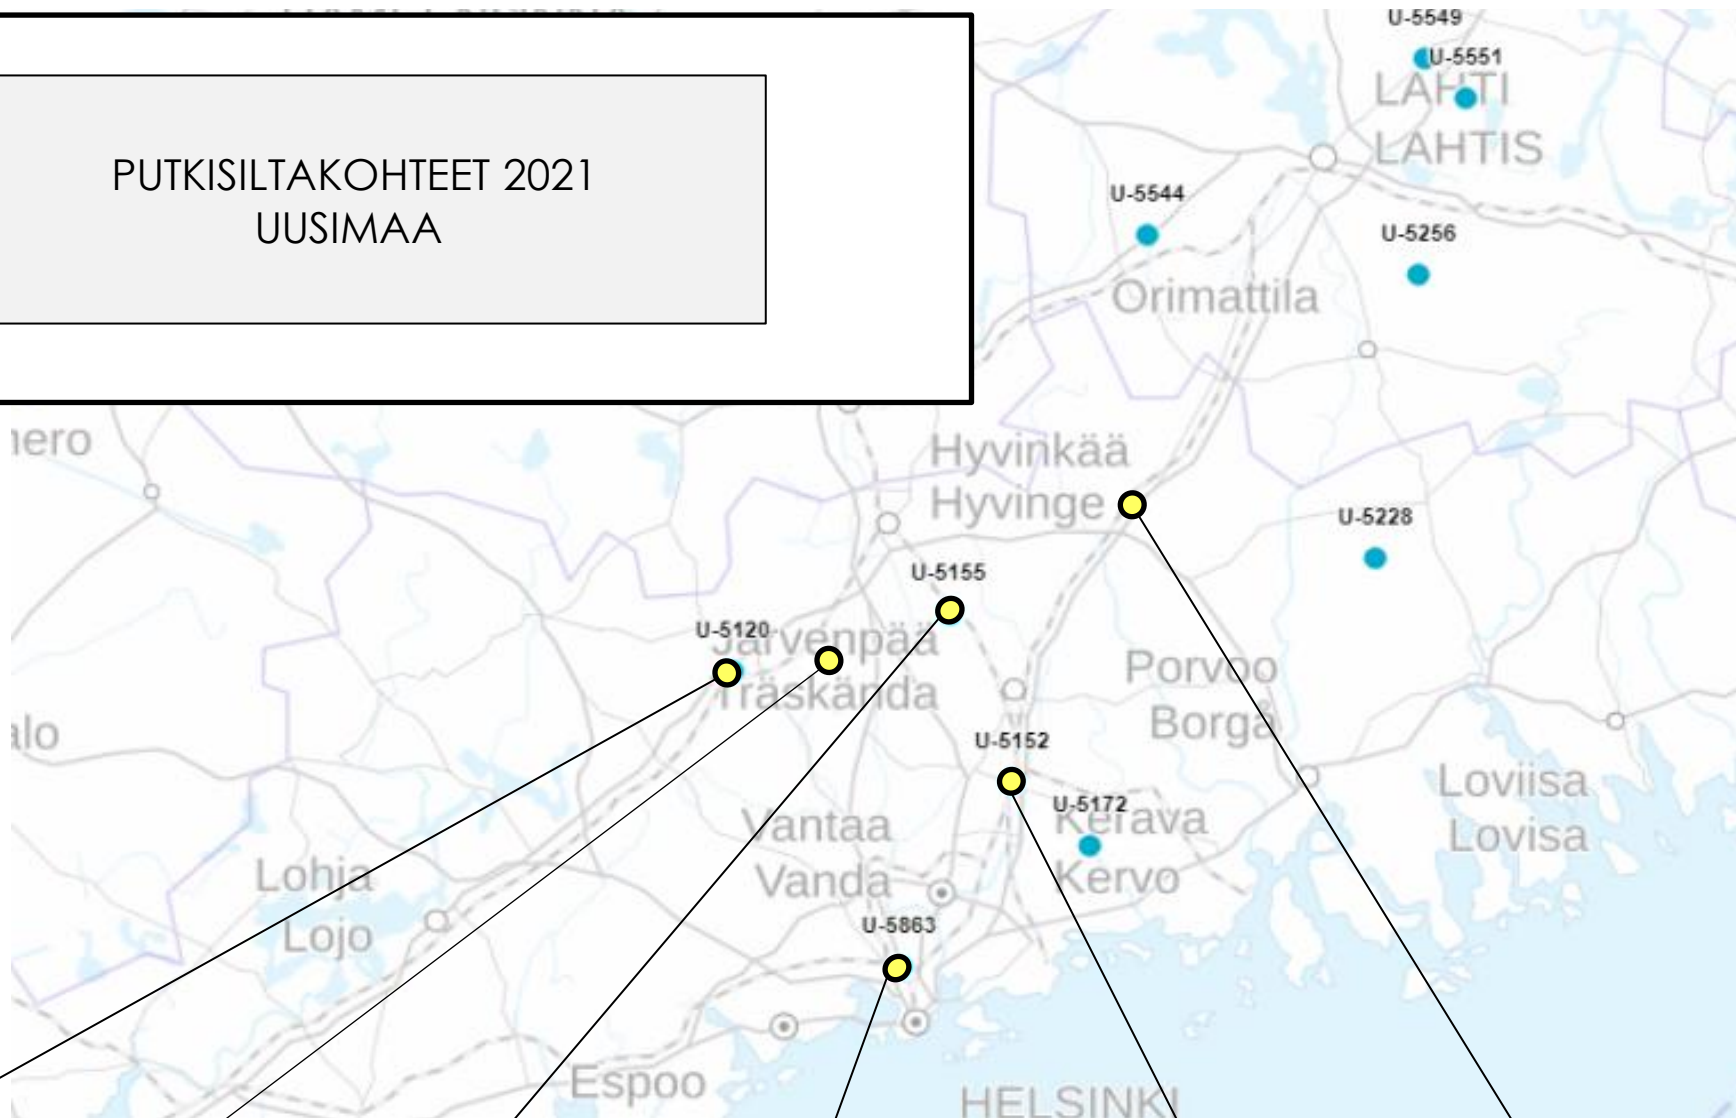 U-5549
U-5551
LAHTI
LAHTIS
PUTKISILTAKOHTEET 2021
UUSIMAA
U-5544
U-5256
Orimattila
Hyvinkää
Hyvinge
U-5228
U-5155
U-5120
Järvenpää
Träskända
Porvoo
Borgå
U-5152
Loviisa
Lovisa
U-5172
Kerava
Kervo
Vantaa
Vanda
Lohja
Lojo
U-5863
Espoo
HELSINKI